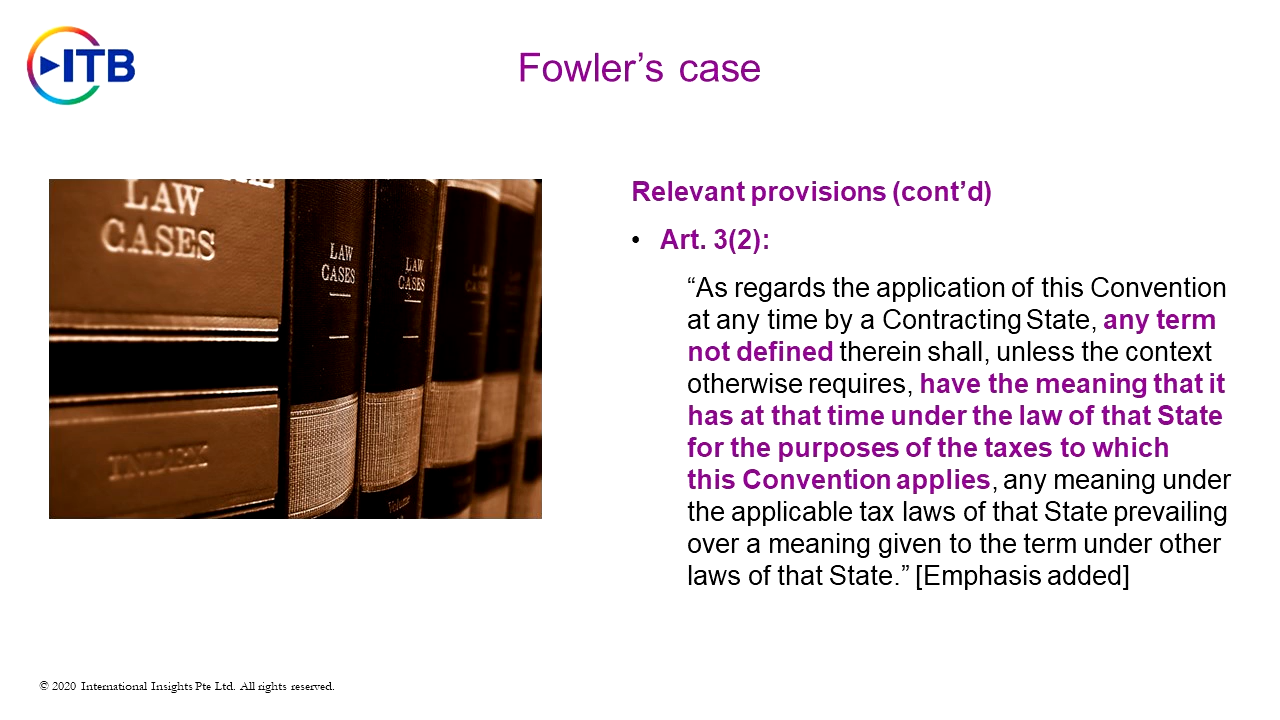 ITB
Fowler’s case
LAW
CASES
INDEX
LAW
CASES
LAW
CASES
LAW
CASES
Volume
Relevant provisions (cont’d)
• Art. 3(2):
“As regards the application of this Convention
at any time by a Contracting State, any term
not defined therein shall, unless the context
otherwise requires, have the meaning that it
has at that time under the law of that State
for the purposes of the taxes to which
this Convention applies, any meaning under
the applicable tax laws of that State prevailing
over a meaning given to the term under other
laws of that State.” [Emphasis added]
© 2020 International Insights Pte Ltd. All rights reserved.